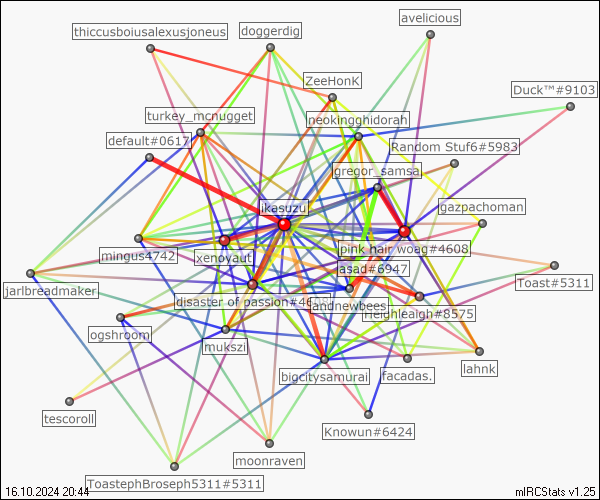 avelicious
thiccusboiusalexusjoneus
doggerdig
ZeeHonK
Duck™#9103
turkey_mcnugget
neokingghidorah
default#0617
Random Stuf6#5983
gregor_samsa
ikasuzu
gazpachoman
xenoyaut
pink hair woag#4608
mingus4742
asad#6947
Toast#5311
jarlbreadmaker
disaster of passion#46
landnewbees
neighleaigh#8575
ogshroom
mukszi
bigcitysamurai
facadas.
lahnk
tescoroll
Knowun#6424
moonraven
ToastephBroseph5311#5311
16.10.2024 20:44
mIRCStats v1.25